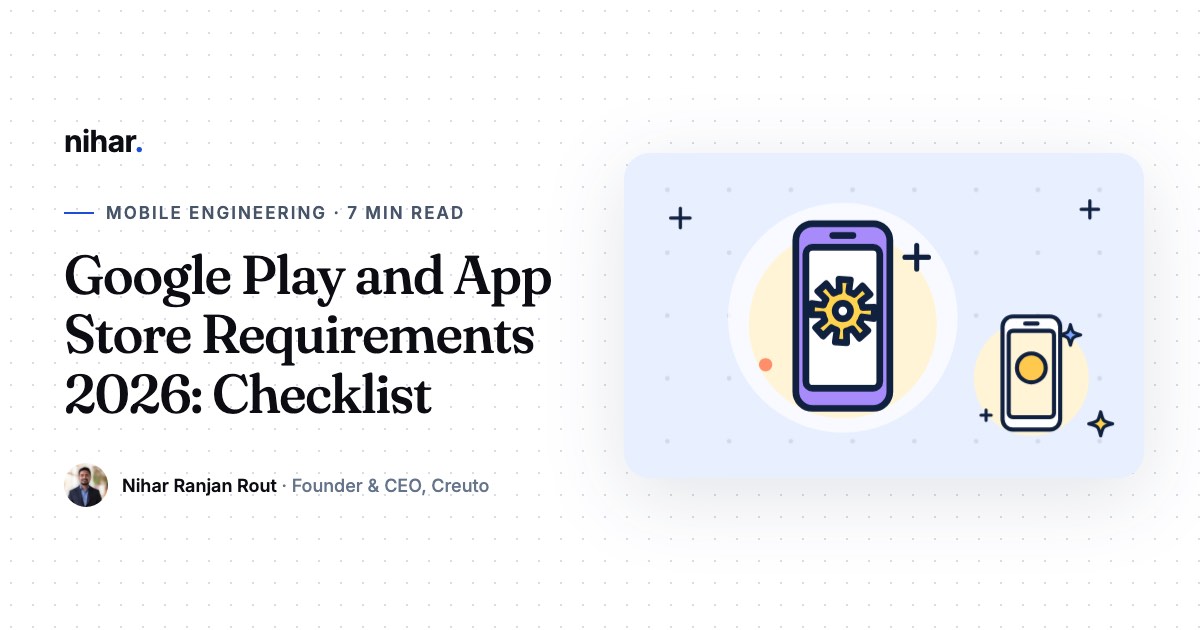 nihar.
MOBILE ENGINEERING · 7 MIN READ
Google Play and App
Store Requirements
2026: Checklist
Nihar Ranjan Rout · Founder & CEO, Creuto